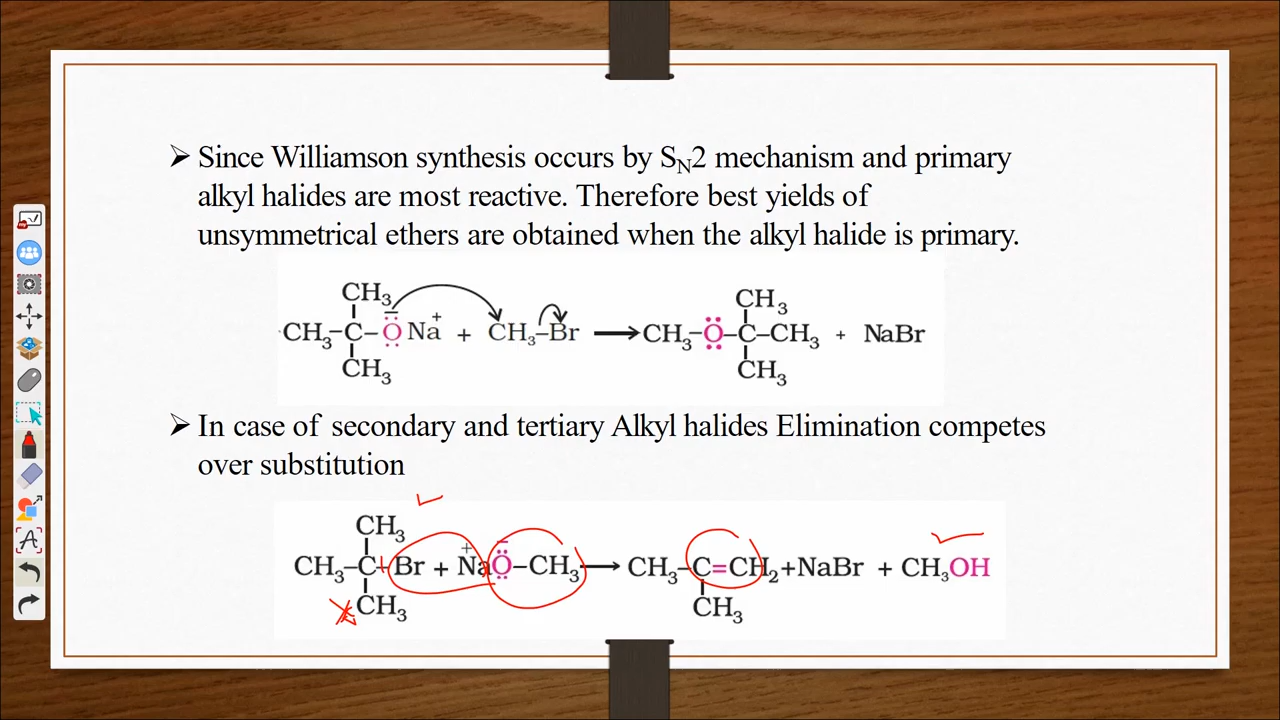 ➢ Since Williamson synthesis occurs by SN2 mechanism and primary
alkyl halides are most reactive. Therefore best yields of
unsymmetrical ethers are obtained when the alkyl halide is primary.
CH₃ CH₃
CH₃–C–Ö⁻ Na⁺ + CH₃–Br ⟶ CH₃–Ö–C–CH₃ + NaBr
CH₃ CH₃
➢ In case of secondary and tertiary Alkyl halides Elimination competes
over substitution
CH₃
CH₃–C–Br + Na⁺ Ö⁻–CH₃ ⟶ CH₃–C=CH₂+NaBr + CH₃OH
CH₃ CH₃